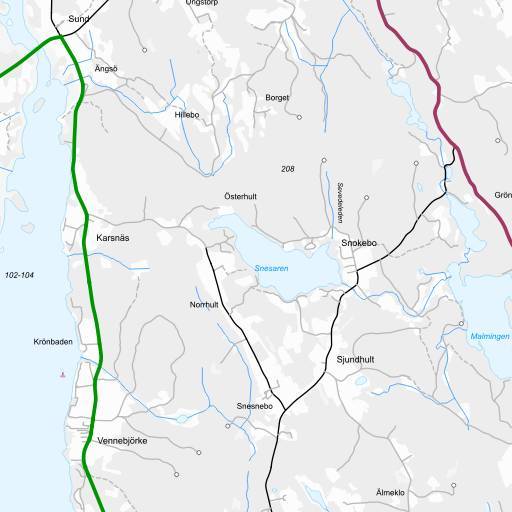 Ungstorp
Sund
Ängsö
Borget
Hillebo
208
Sevedeleden
Österhult
Grön
Karsnäs
Snokebo
Snesaren
102-104
Norrhult
Malmingen
Krönbaden
Sjundhult
Snesnebo
Vennebjörke
Älmeklo